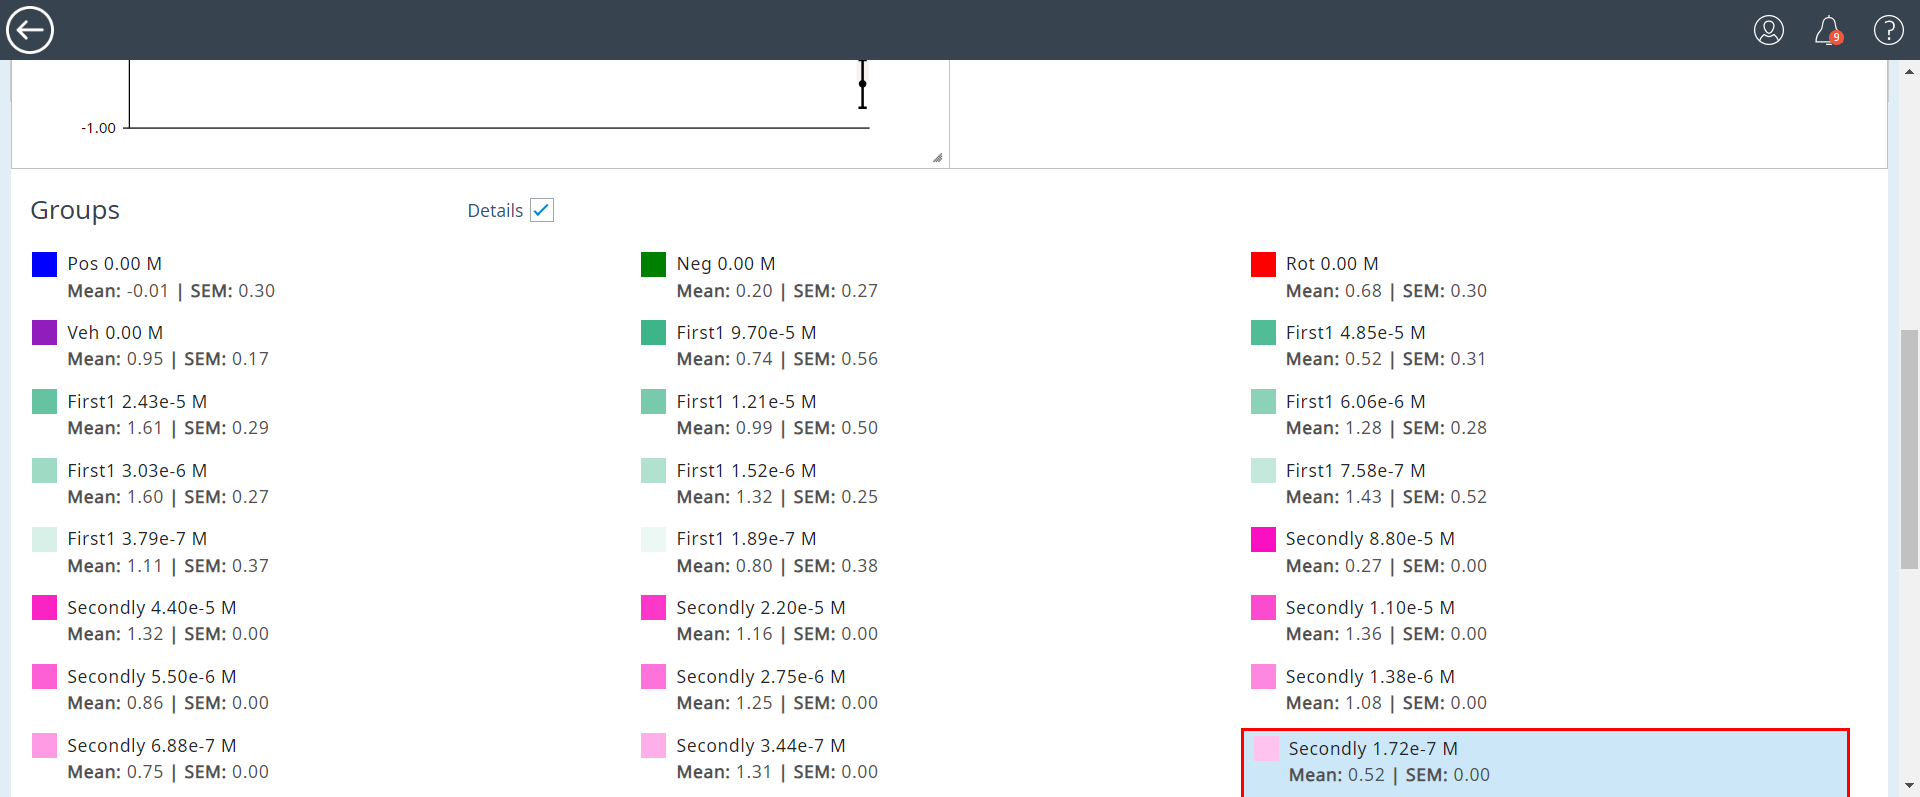 9
-1.00
Groups
Details
Pos 0.00 M
Mean: -0.01 | SEM: 0.30
Neg 0.00 M
Mean: 0.20 | SEM: 0.27
Rot 0.00 M
Mean: 0.68 | SEM: 0.30
Veh 0.00 M
Mean: 0.95 | SEM: 0.17
First1 9.70e-5 M
Mean: 0.74 | SEM: 0.56
First1 4.85e-5 M
Mean: 0.52 | SEM: 0.31
First1 2.43e-5 M
Mean: 1.61 | SEM: 0.29
First1 1.21e-5 M
Mean: 0.99 | SEM: 0.50
First1 6.06e-6 M
Mean: 1.28 | SEM: 0.28
First1 3.03e-6 M
Mean: 1.60 | SEM: 0.27
First1 1.52e-6 M
Mean: 1.32 | SEM: 0.25
First1 7.58e-7 M
Mean: 1.43 | SEM: 0.52
First1 3.79e-7 M
Mean: 1.11 | SEM: 0.37
First1 1.89e-7 M
Mean: 0.80 | SEM: 0.38
Secondly 8.80e-5 M
Mean: 0.27 | SEM: 0.00
Secondly 4.40e-5 M
Mean: 1.32 | SEM: 0.00
Secondly 2.20e-5 M
Mean: 1.16 | SEM: 0.00
Secondly 1.10e-5 M
Mean: 1.36 | SEM: 0.00
Secondly 5.50e-6 M
Mean: 0.86 | SEM: 0.00
Secondly 2.75e-6 M
Mean: 1.25 | SEM: 0.00
Secondly 1.38e-6 M
Mean: 1.08 | SEM: 0.00
Secondly 6.88e-7 M
Mean: 0.75 | SEM: 0.00
Secondly 3.44e-7 M
Mean: 1.31 | SEM: 0.00
Secondly 1.72e-7 M
Mean: 0.52 | SEM: 0.00